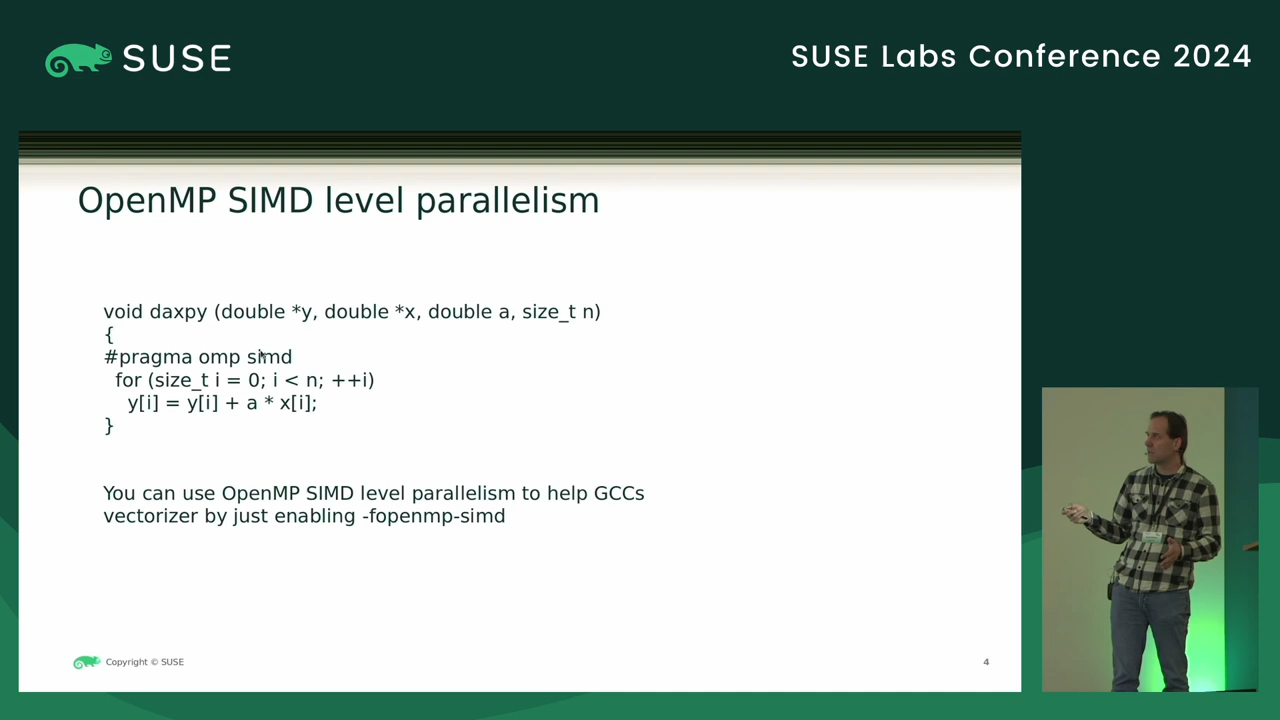 SUSE
SUSE Labs Conference 2024
OpenMP SIMD level parallelism
void daxpy (double *y, double *x, double a, size_t n)
{
#pragma omp simd
for (size_t i = 0; i < n; ++i)
y[i] = y[i] + a * x[i];
}
You can use OpenMP SIMD level parallelism to help GCCs
vectorizer by just enabling -fopenmp-simd
Copyright © SUSE
4